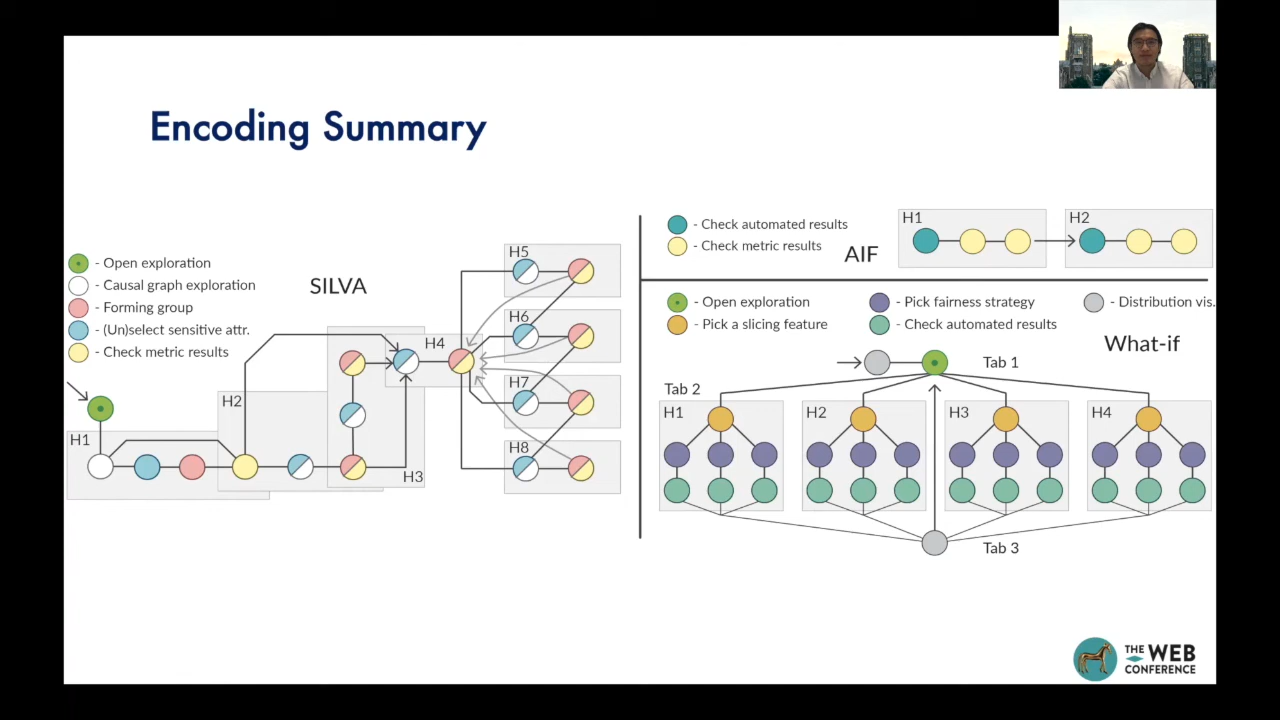 Encoding Summary
- Open exploration
- Causal graph exploration
- Forming group
- (Un)select sensitive attr.
- Check metric results
SILVA
H1
H2
H3
H4
H5
H6
H7
H8
- Check automated results
- Check metric results
AIF
H1
H2
- Open exploration
- Pick a slicing feature
- Pick fairness strategy
- Check automated results
- Distribution vis.
What-if
Tab 1
Tab 2
H1
H2
H3
H4
Tab 3
THE WEB
CONFERENCE